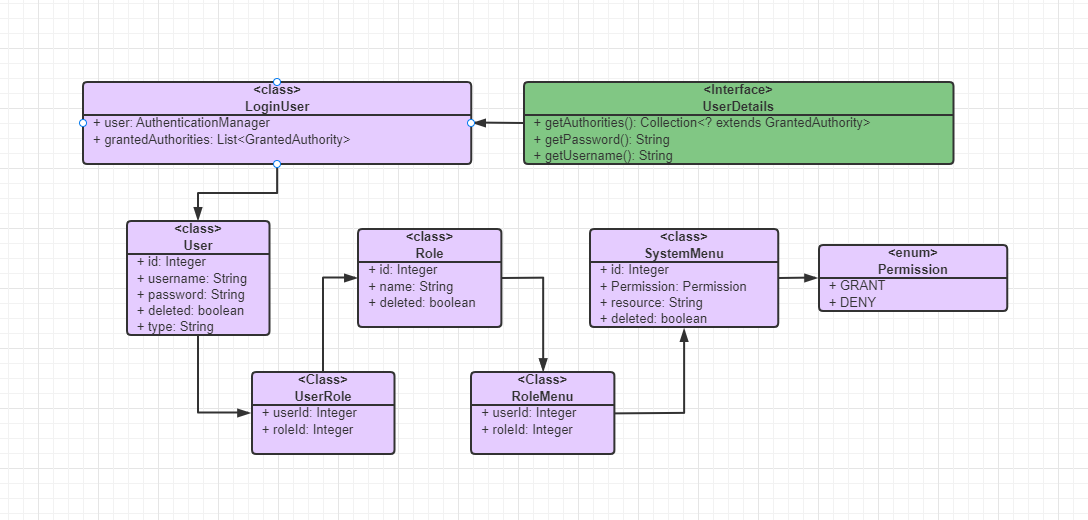 <class>
LoginUser
+ user: AuthenticationManager
+ grantedAuthorities: List<GrantedAuthority>
<Interface>
UserDetails
+ getAuthorities(): Collection<? extends GrantedAuthority>
+ getPassword(): String
+ getUsername(): String
<class>
User
+ id: Integer
+ username: String
+ password: String
+ deleted: boolean
+ type: String
<class>
Role
+ id: Integer
+ name: String
+ deleted: boolean
<class>
SystemMenu
+ id: Integer
+ Permission: Permission
+ resource: String
+ deleted: boolean
<enum>
Permission
+ GRANT
+ DENY
<Class>
UserRole
+ userId: Integer
+ roleId: Integer
<Class>
RoleMenu
+ userId: Integer
+ roleId: Integer